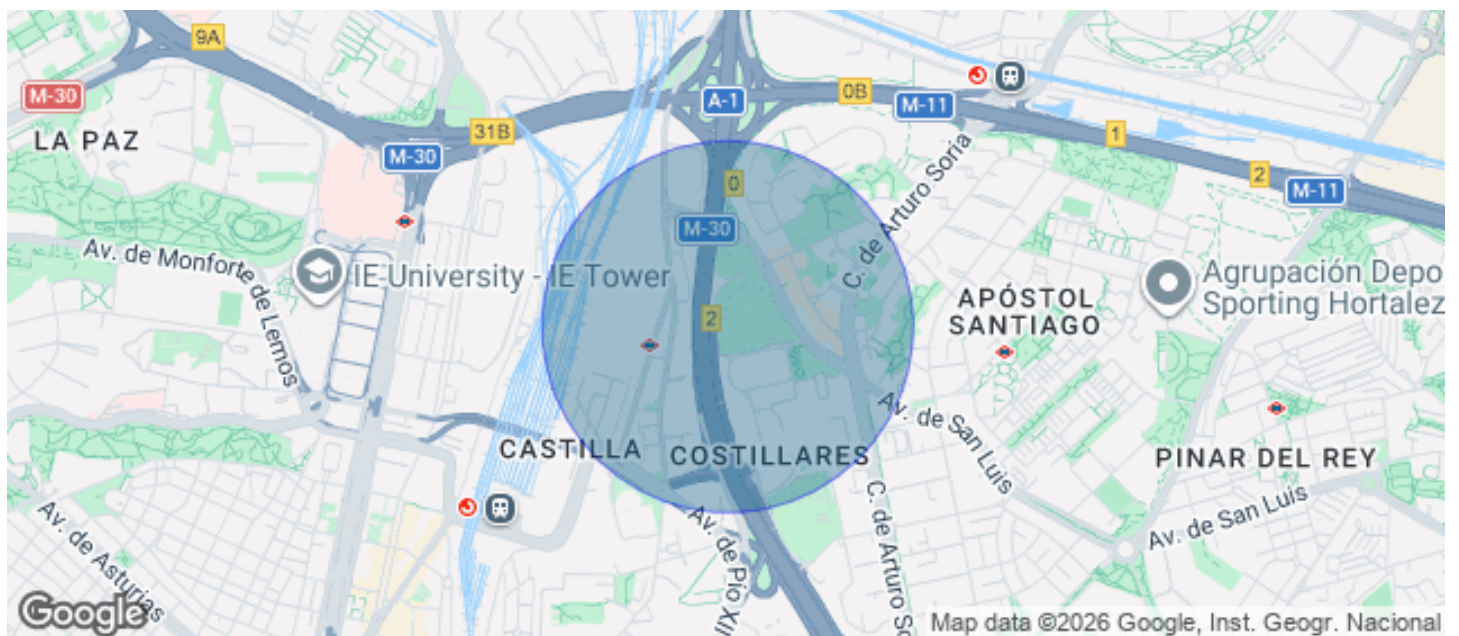 9A
M-30
LA PAZ
31B
M-30
A-1
0B
M-11
1
2
M-11
0
M-30
C. de Arturo Soria
Av. de Monforte de Lemos
IE University - IE Tower
2
APÓSTOL
SANTIAGO
Agrupación Depo
Sporting Hortalez
CASTILLA
COSTILLARES
Av. de San Luis
PINAR DEL REY
Av. de San Luis
Av. de Asturias
Av. de Pío XII
C. de Arturo So
Google
Map data ©2026 Google, Inst. Geogr. Nacional